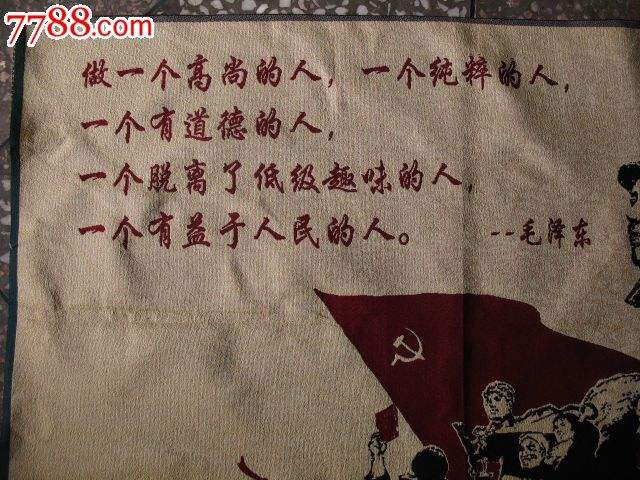 7788.com
做一个高尚的人，一个纯粹的人，
一个有道德的人，
一个脱离了低级趣味的人，
一个有益于人民的人。
--毛泽东